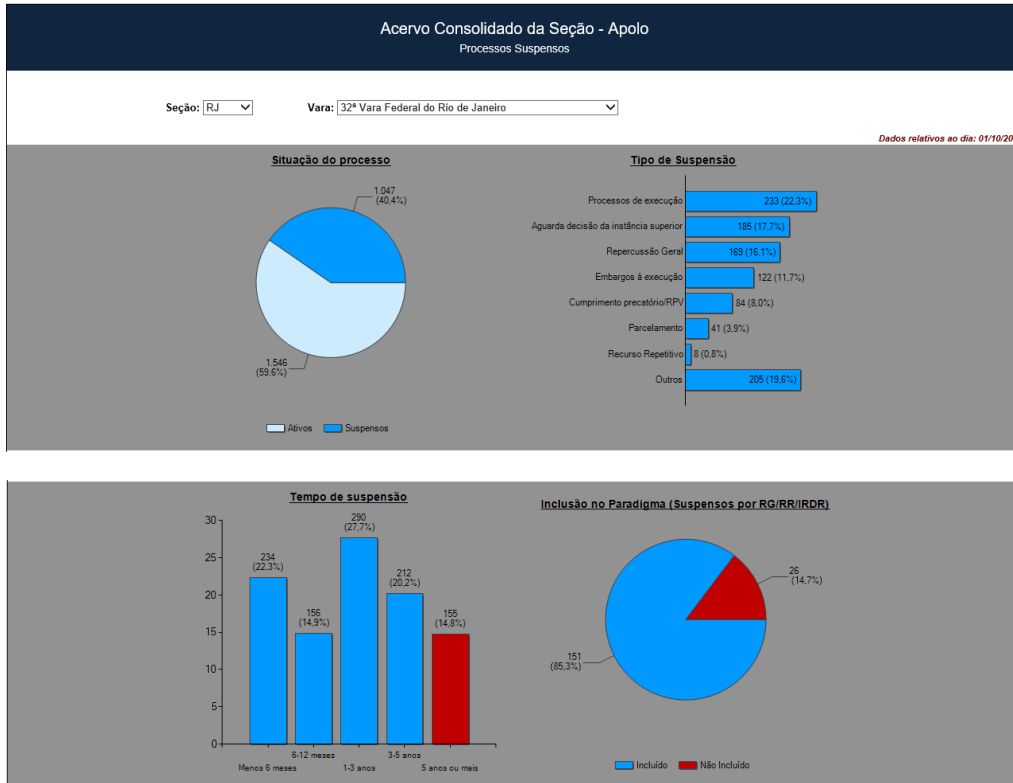 Acervo Consolidado da Seção - Apolo
Processos Suspensos
Seção: RJ Vara: 32ª Vara Federal do Rio de Janeiro
Dados relativos ao dia: 01/10/20
Situação do processo
1.047
(40,4%)
1.546
(59,6%)
Ativos Suspensos
Tipo de Suspensão
Processos de execução 233 (22,3%)
Aguarda decisão da instância superior 185 (17,7%)
Repercussão Geral 169 (16,1%)
Embargos à execução 122 (11,7%)
Cumprimento precatório/RPV 84 (8,0%)
Parcelamento 41 (3,9%)
Recurso Repetitivo 8 (0,8%)
Outros 205 (19,6%)
Tempo de suspensão
30
25
20
15
10
5
0
234
(22,3%)
156
(14,9%)
290
(27,7%)
212
(20,2%)
155
(14,8%)
6-12 meses 3-5 anos
Menos 6 meses 1-3 anos 5 anos ou mais
Inclusão no Paradigma (Suspensos por RG/RR/IRDR)
26
(14,7%)
151
(85,3%)
Incluído Não Incluído